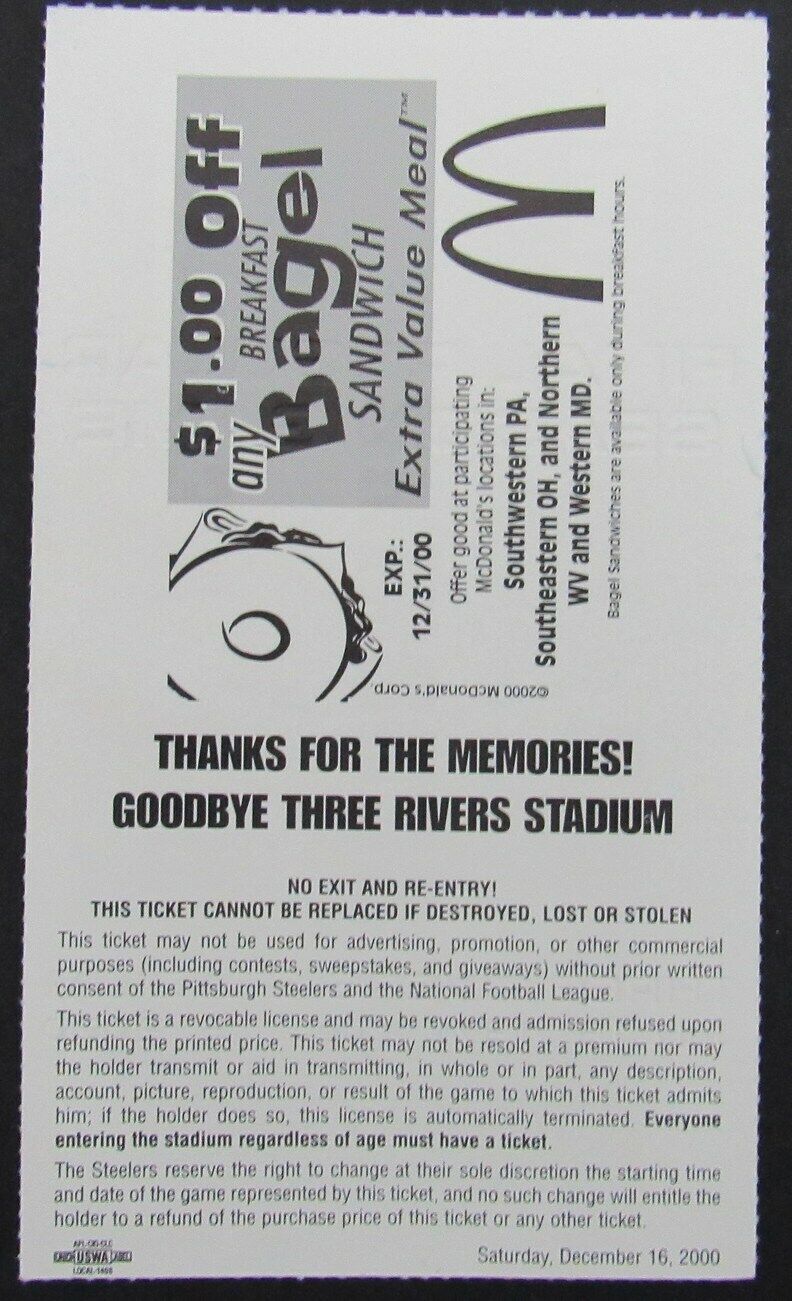 $1.00 Off
any BREAKFAST
Bagel
SANDWICH
Extra Value Meal™
EXP.:
12/31/00
Offer good at participating
McDonald's locations in:
Southwestern PA,
Southeastern OH, and Northern
WV and Western MD.
Bagel Sandwiches are available only during breakfast hours.
©2000 McDonald's Corp.
THANKS FOR THE MEMORIES!
GOODBYE THREE RIVERS STADIUM
NO EXIT AND RE-ENTRY!
THIS TICKET CANNOT BE REPLACED IF DESTROYED, LOST OR STOLEN
This ticket may not be used for advertising, promotion, or other commercial
purposes (including contests, sweepstakes, and giveaways) without prior written
consent of the Pittsburgh Steelers and the National Football League.
This ticket is a revocable license and may be revoked and admission refused upon
refunding the printed price. This ticket may not be resold at a premium nor may
the holder transmit or aid in transmitting, in whole or in part, any description,
account, picture, reproduction, or result of the game to which this ticket admits
him; if the holder does so, this license is automatically terminated. Everyone
entering the stadium regardless of age must have a ticket.
The Steelers reserve the right to change at their sole discretion the starting time
and date of the game represented by this ticket, and no such change will entitle the
holder to a refund of the purchase price of this ticket or any other ticket.
USWA
Saturday, December 16, 2000